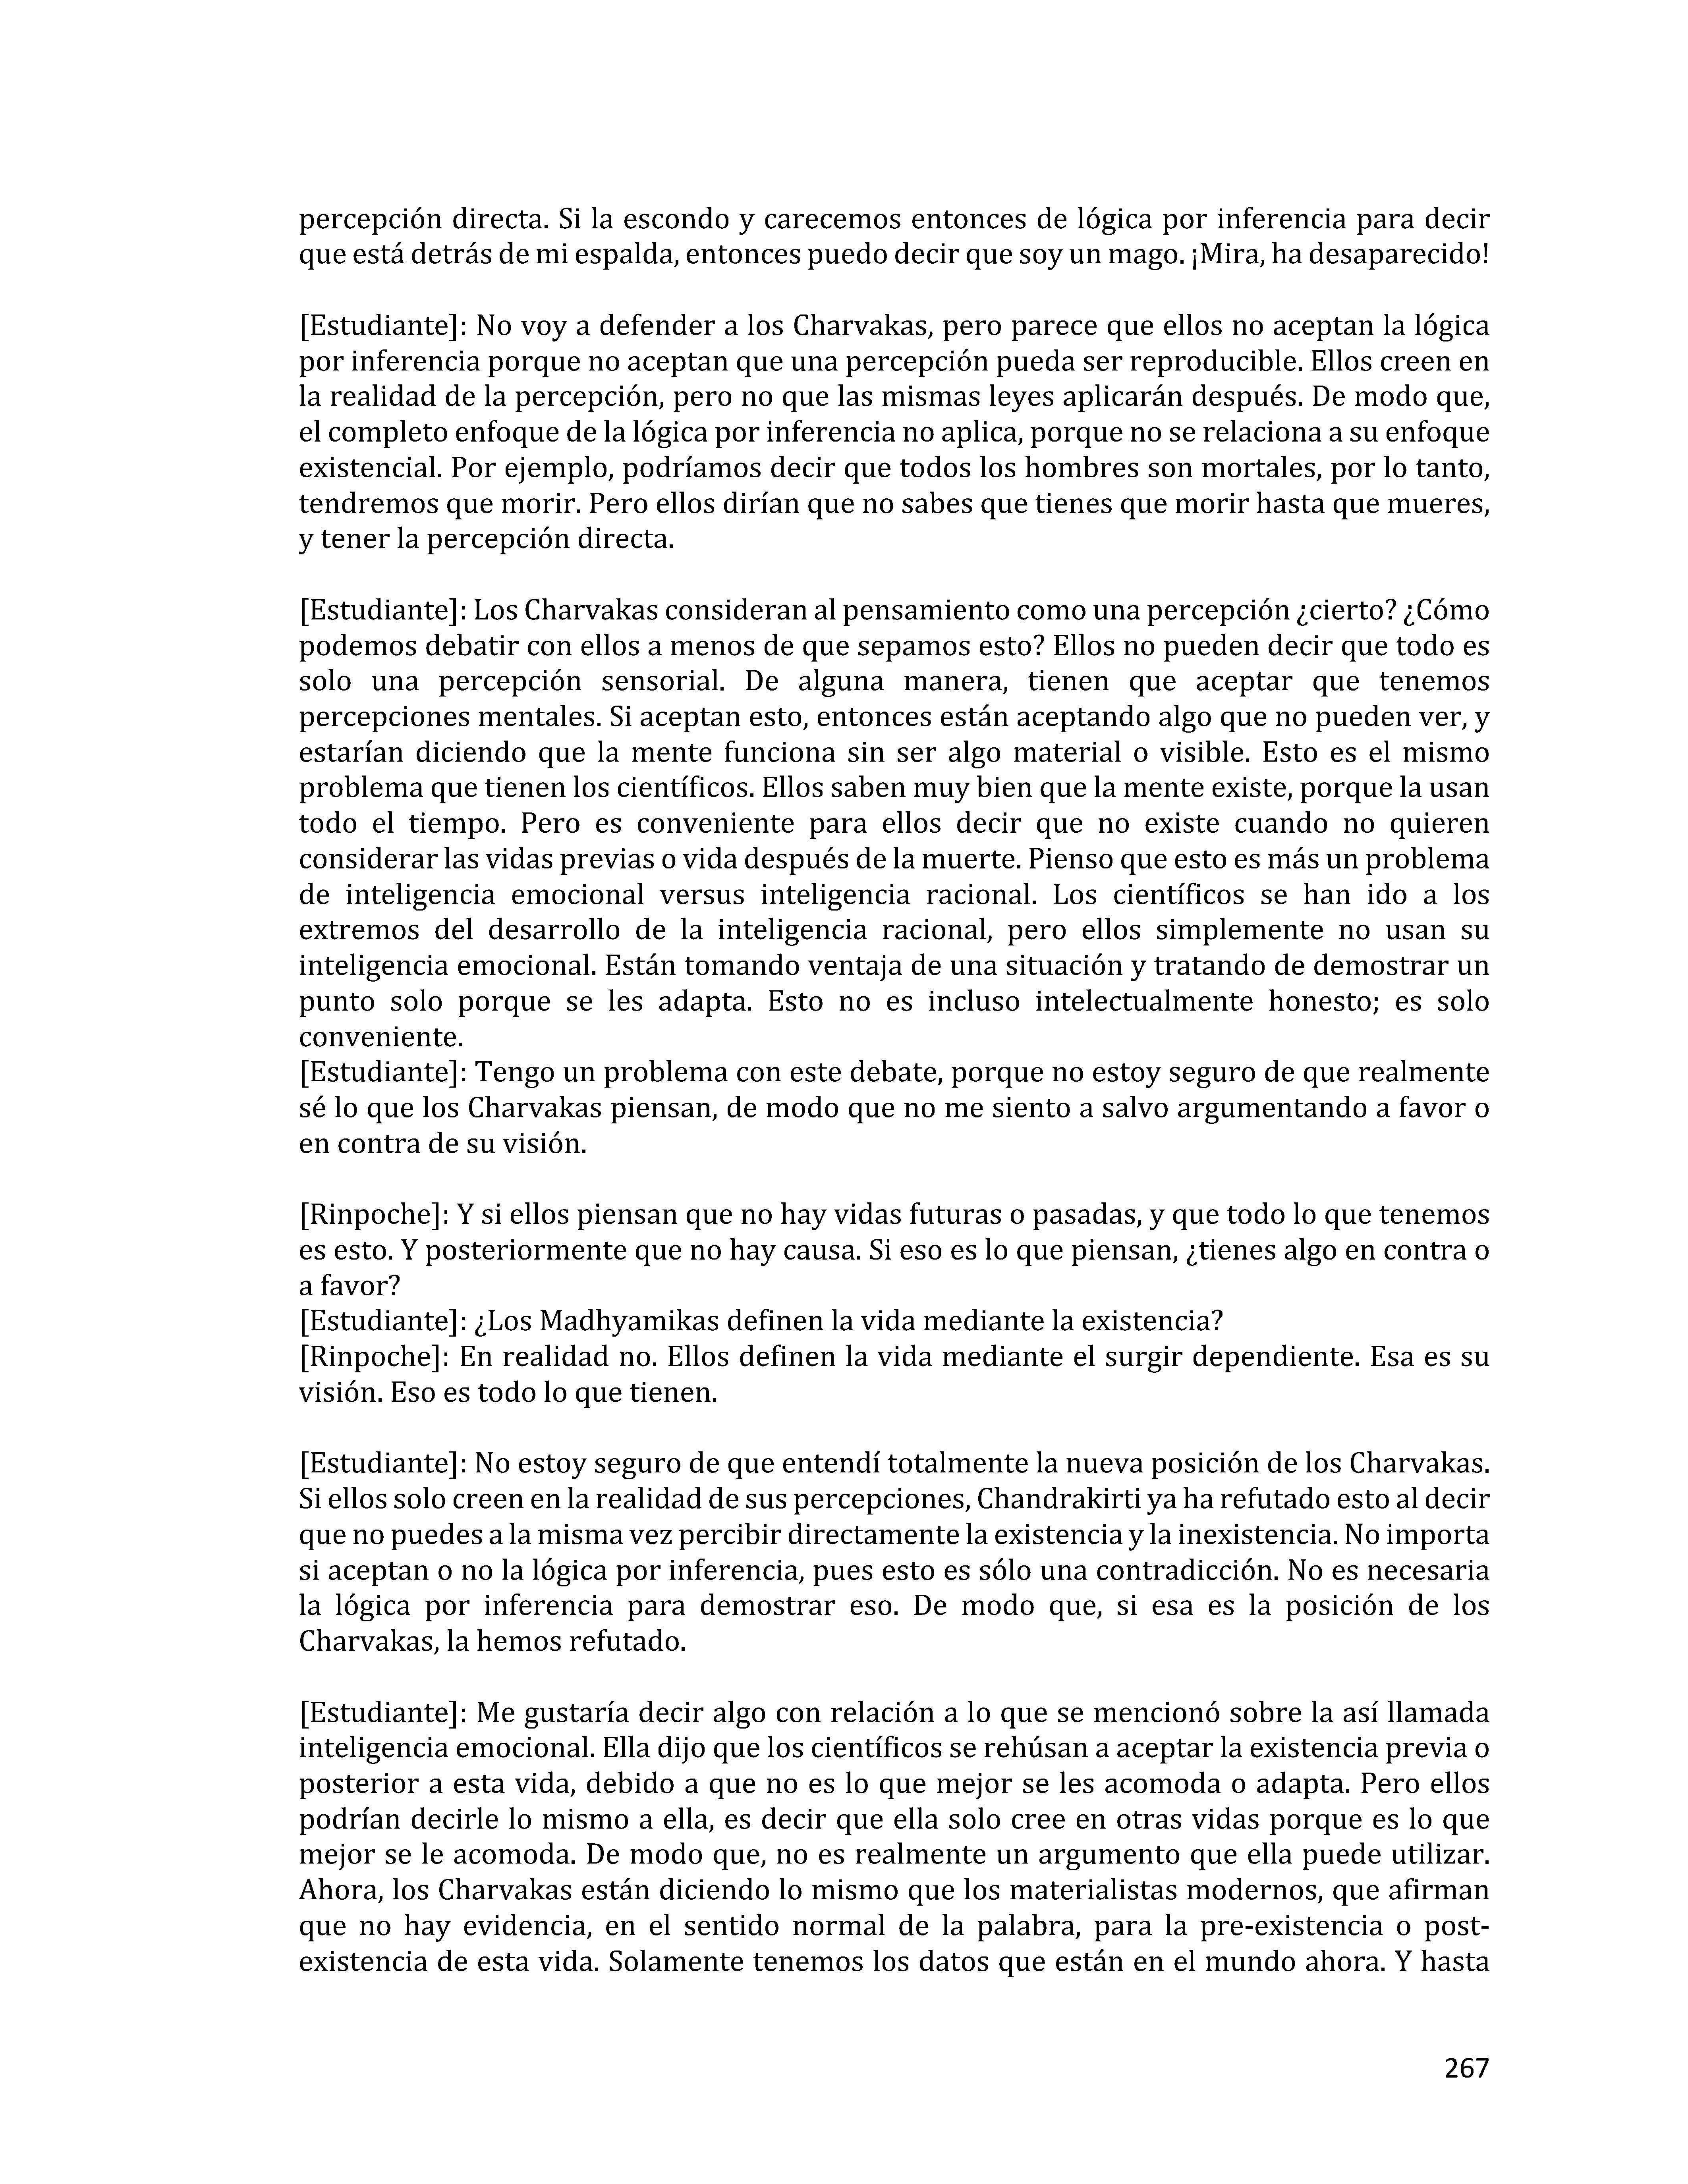 percepción directa. Si la escondo y carecemos entonces de lógica por inferencia para decir
que está detrás de mi espalda, entonces puedo decir que soy un mago. ¡Mira, ha desaparecido!
[Estudiante]: No voy a defender a los Charvakas, pero parece que ellos no aceptan la lógica
por inferencia porque no aceptan que una percepción pueda ser reproducible. Ellos creen en
la realidad de la percepción, pero no que las mismas leyes aplicarán después. De modo que,
el completo enfoque de la lógica por inferencia no aplica, porque no se relaciona a su enfoque
existencial. Por ejemplo, podríamos decir que todos los hombres son mortales, por lo tanto,
tendremos que morir. Pero ellos dirían que no sabes que tienes que morir hasta que mueres,
y tener la percepción directa.
[Estudiante]: Los Charvakas consideran al pensamiento como una percepción ¿cierto? ¿Cómo
podemos debatir con ellos a menos de que sepamos esto? Ellos no pueden decir que todo es
solo una percepción sensorial. De alguna manera, tienen que aceptar que tenemos
percepciones mentales. Si aceptan esto, entonces están aceptando algo que no pueden ver, y
estarían diciendo que la mente funciona sin ser algo material o visible. Esto es el mismo
problema que tienen los científicos. Ellos saben muy bien que la mente existe, porque la usan
todo el tiempo. Pero es conveniente para ellos decir que no existe cuando no quieren
considerar las vidas previas o vida después de la muerte. Pienso que esto es más un problema
de inteligencia emocional versus inteligencia racional. Los científicos se han ido a los
extremos del desarrollo de la inteligencia racional, pero ellos simplemente no usan su
inteligencia emocional. Están tomando ventaja de una situación y tratando de demostrar un
punto solo porque se les adapta. Esto no es incluso intelectualmente honesto; es solo
conveniente.
[Estudiante]: Tengo un problema con este debate, porque no estoy seguro de que realmente
sé lo que los Charvakas piensan, de modo que no me siento a salvo argumentando a favor o
en contra de su visión.
[Rinpoche]: Y si ellos piensan que no hay vidas futuras o pasadas, y que todo lo que tenemos
es esto. Y posteriormente que no hay causa. Si eso es lo que piensan, ¿tienes algo en contra o
a favor?
[Estudiante]: ¿Los Madhyamikas definen la vida mediante la existencia?
[Rinpoche]: En realidad no. Ellos definen la vida mediante el surgir dependiente. Esa es su
visión. Eso es todo lo que tienen.
[Estudiante]: No estoy seguro de que entendí totalmente la nueva posición de los Charvakas.
Si ellos solo creen en la realidad de sus percepciones, Chandrakirti ya ha refutado esto al decir
que no puedes a la misma vez percibir directamente la existencia y la inexistencia. No importa
si aceptan o no la lógica por inferencia, pues esto es sólo una contradicción. No es necesaria
la lógica por inferencia para demostrar eso. De modo que, si esa es la posición de los
Charvakas, la hemos refutado.
[Estudiante]: Me gustaría decir algo con relación a lo que se mencionó sobre la así llamada
inteligencia emocional. Ella dijo que los científicos se rehúsan a aceptar la existencia previa o
posterior a esta vida, debido a que no es lo que mejor se les acomoda o adapta. Pero ellos
podrían decirle lo mismo a ella, es decir que ella solo cree en otras vidas porque es lo que
mejor se le acomoda. De modo que, no es realmente un argumento que ella puede utilizar.
Ahora, los Charvakas están diciendo lo mismo que los materialistas modernos, que afirman
que no hay evidencia, en el sentido normal de la palabra, para la pre-existencia o post-
existencia de esta vida. Solamente tenemos los datos que están en el mundo ahora. Y hasta
267